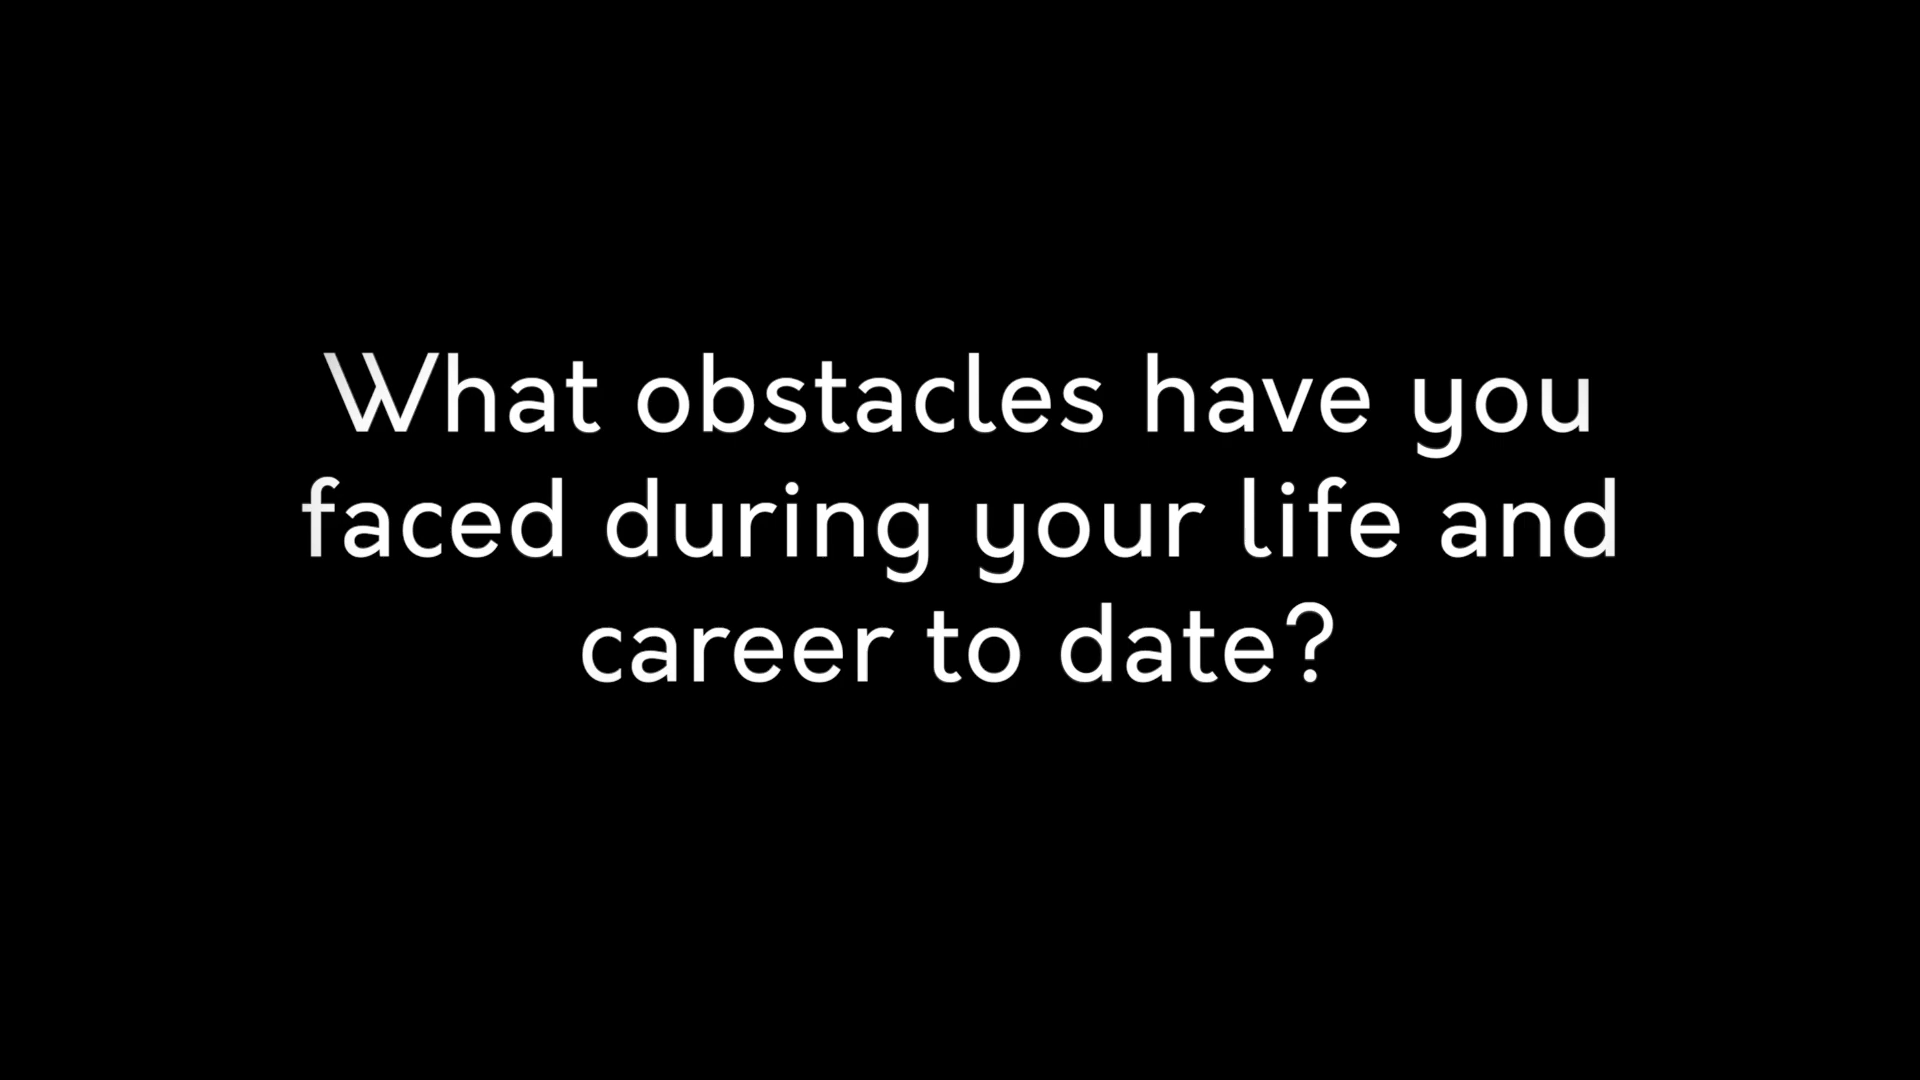 What obstacles have you
faced during your life and
career to date?